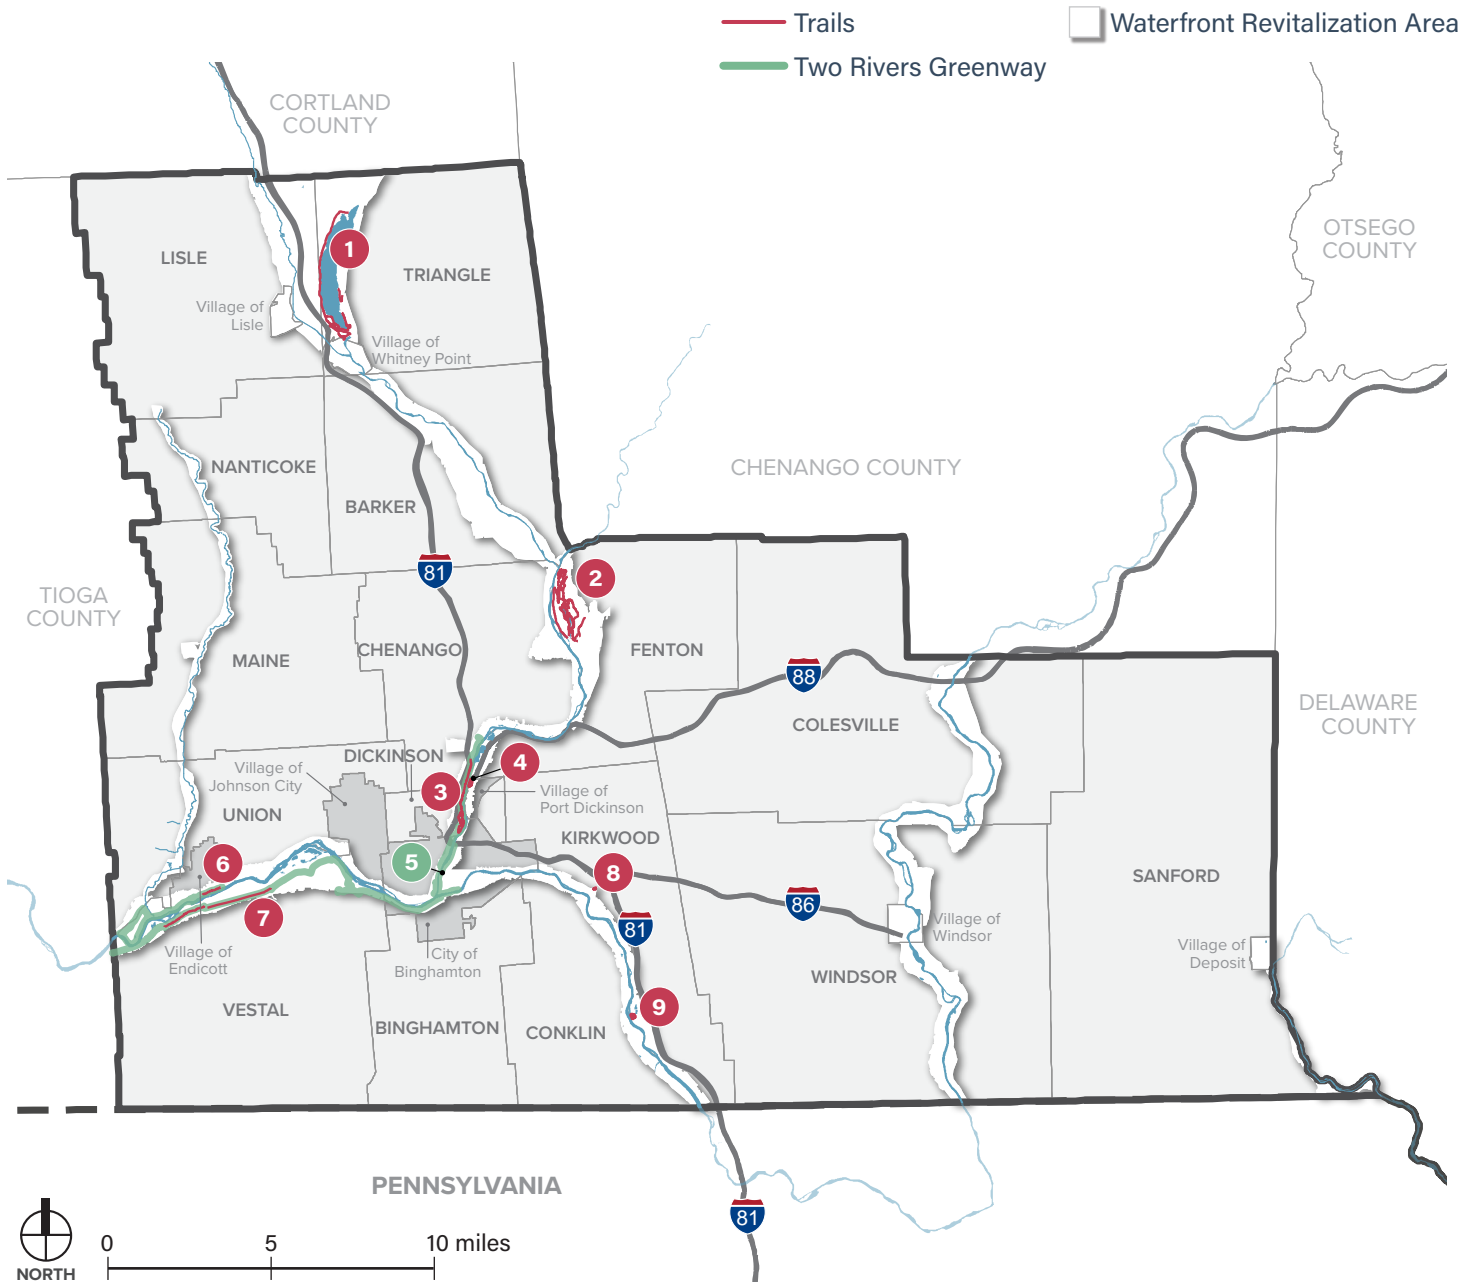 Trails
Waterfront Revitalization Area
Two Rivers Greenway
CORTLAND
COUNTY
OTSEGO
COUNTY
1
LISLE
TRIANGLE
Village of
Lisle
Village of
Whitney Point
NANTICOKE
CHENANGO COUNTY
BARKER
81
2
TIOGA
COUNTY
MAINE
CHENANGO
FENTON
88
DELAWARE
COUNTY
COLESVILLE
DICKINSON
4
Village of
Johnson City
3
Village of
Port Dickinson
UNION
KIRKWOOD
6
5
8
SANFORD
86
7
81
Village of
Windsor
Village of
Endicott
City of
Binghamton
Village of
Deposit
WINDSOR
VESTAL
9
BINGHAMTON
CONKLIN
PENNSYLVANIA
81
0
5
10 miles
NORTH